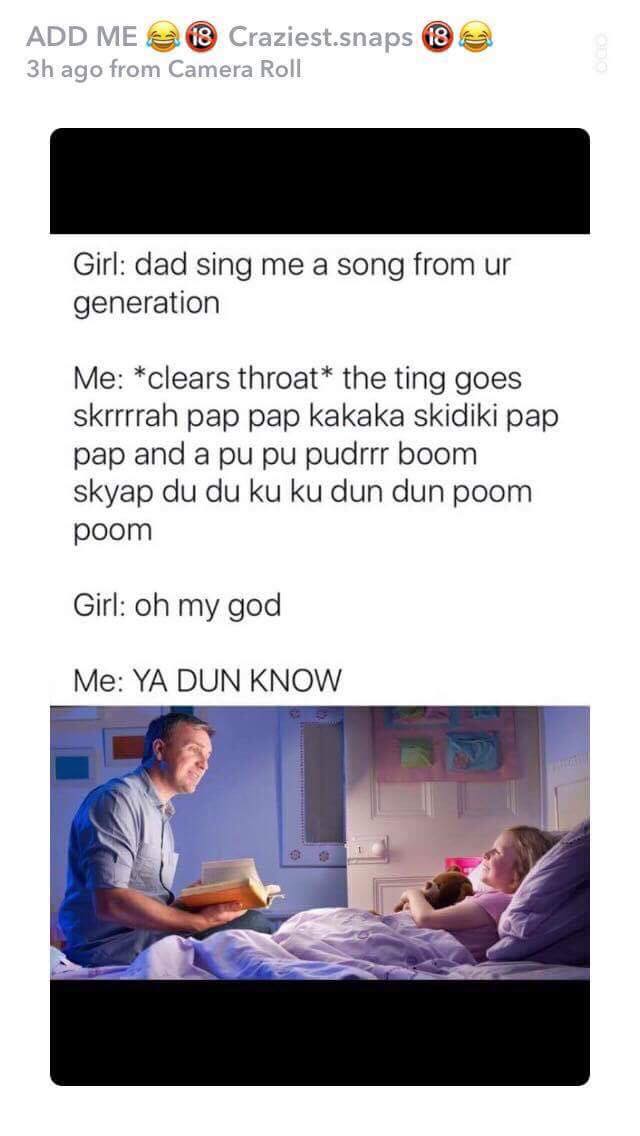 ADD ME 😂🔞 Craziest.snaps 🔞😂
3h ago from Camera Roll
Girl: dad sing me a song from ur
generation
Me: *clears throat* the ting goes
skrrrrah pap pap kakaka skidiki pap
pap and a pu pu pudrrr boom
skyap du du ku ku dun dun poom
poom
Girl: oh my god
Me: YA DUN KNOW